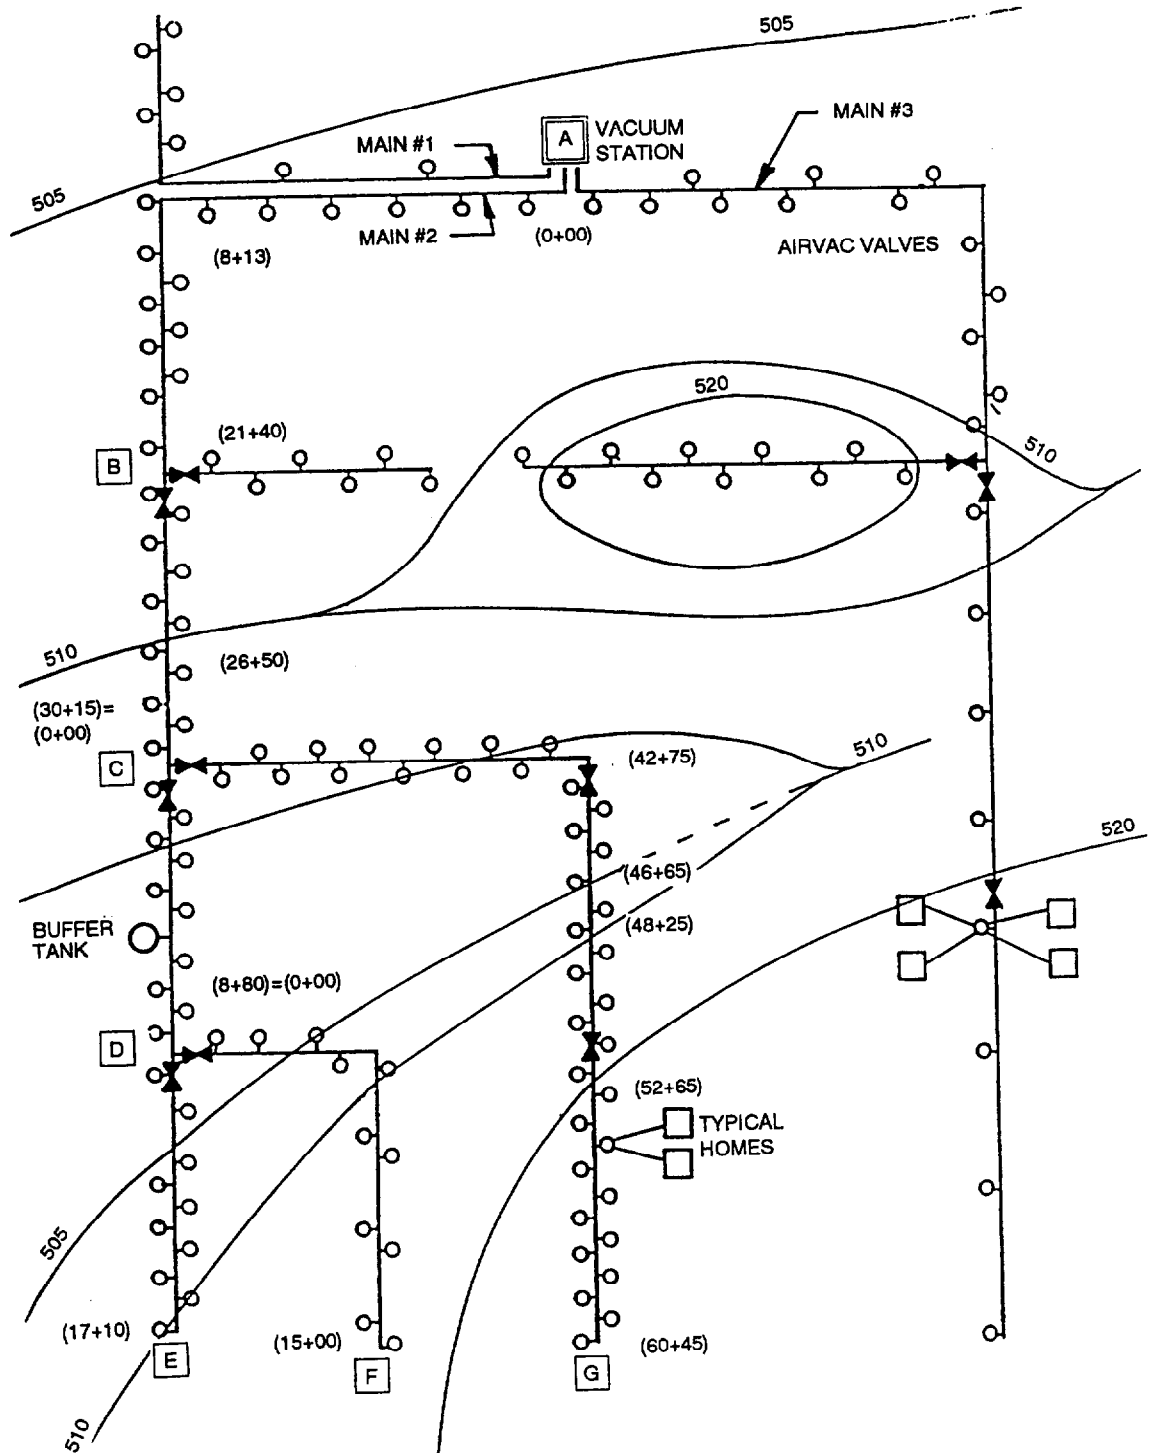 505
MAIN #3
MAIN #1
A
VACUUM
STATION
505
MAIN #2
(0+00)
(8+13)
AIRVAC VALVES
520
(21+40)
B
510
510
(26+50)
(30+15)=
(0+00)
C
(42+75)
510
520
(46+65)
BUFFER
TANK
(48+25)
(8+80)=(0+00)
D
(52+65)
TYPICAL
HOMES
505
(17+10)
E
(15+00)
F
G
(60+45)
510